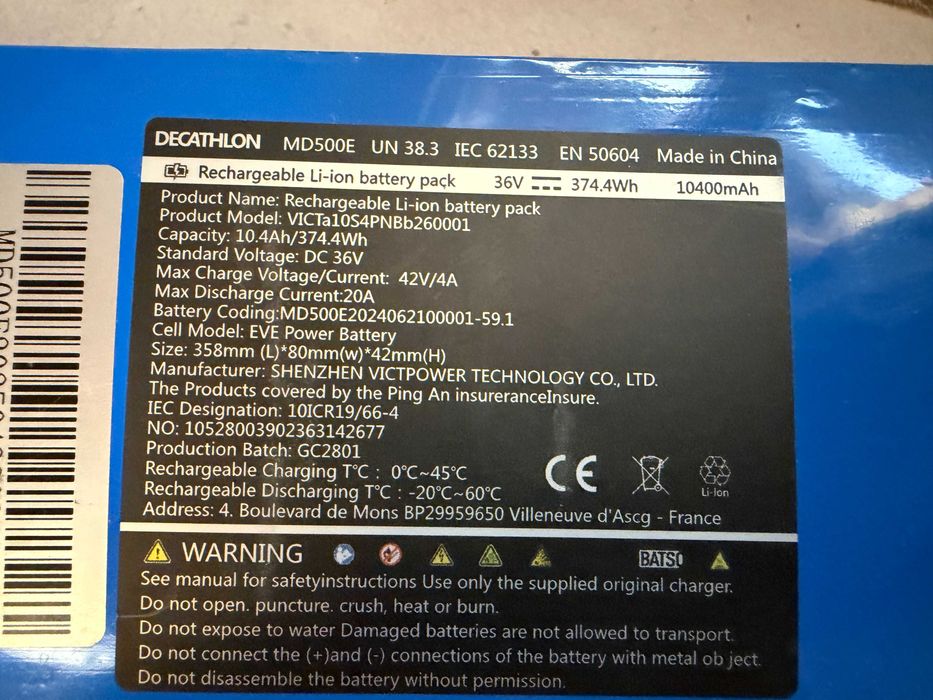 DECATHLON MD500E UN 38.3 IEC 62133 EN 50604 Made in China
Rechargeable Li-ion battery pack 36V 374.4Wh 10400mAh
Product Name: Rechargeable Li-ion battery pack
Product Model: VICTa10S4PNBb260001
Capacity: 10.4Ah/374.4Wh
Standard Voltage: DC 36V
Max Charge Voltage/Current: 42V/4A
Max Discharge Current:20A
Battery Coding:MD500E2024062100001-59.1
Cell Model: EVE Power Battery
Size: 358mm (L)*80mm(w)*42mm(H)
Manufacturer: SHENZHEN VICTPOWER TECHNOLOGY CO., LTD.
The Products covered by the Ping An insureranceInsure.
IEC Designation: 10ICR19/66-4
NO: 10528003902363142677
Production Batch: GC2801
Rechargeable Charging T℃ : 0℃~45℃
Rechargeable Discharging T℃ : -20℃~60℃
CE
Li-Ion
Address: 4. Boulevard de Mons BP29959650 Villeneuve d'Ascg - France
WARNING BATSO
See manual for safetyinstructions Use only the supplied original charger.
Do not open. puncture. crush, heat or burn.
Do not expose to water Damaged batteries are not allowed to transport.
Do not connect the (+)and (-) connections of the battery with metal ob ject.
Do not disassemble the battery without permission.